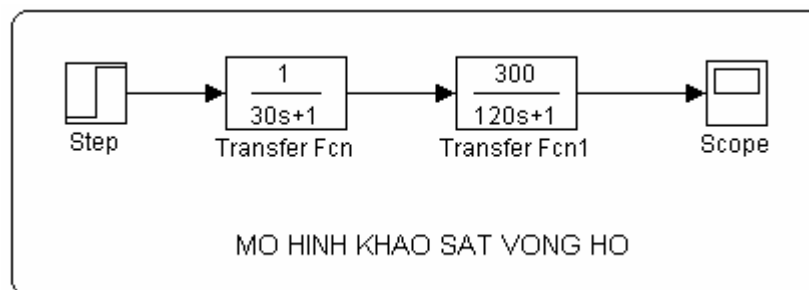 1
30s+1
300
120s+1
Step
Transfer Fcn
Transfer Fcn1
Scope
MO HINH KHAO SAT VONG HO